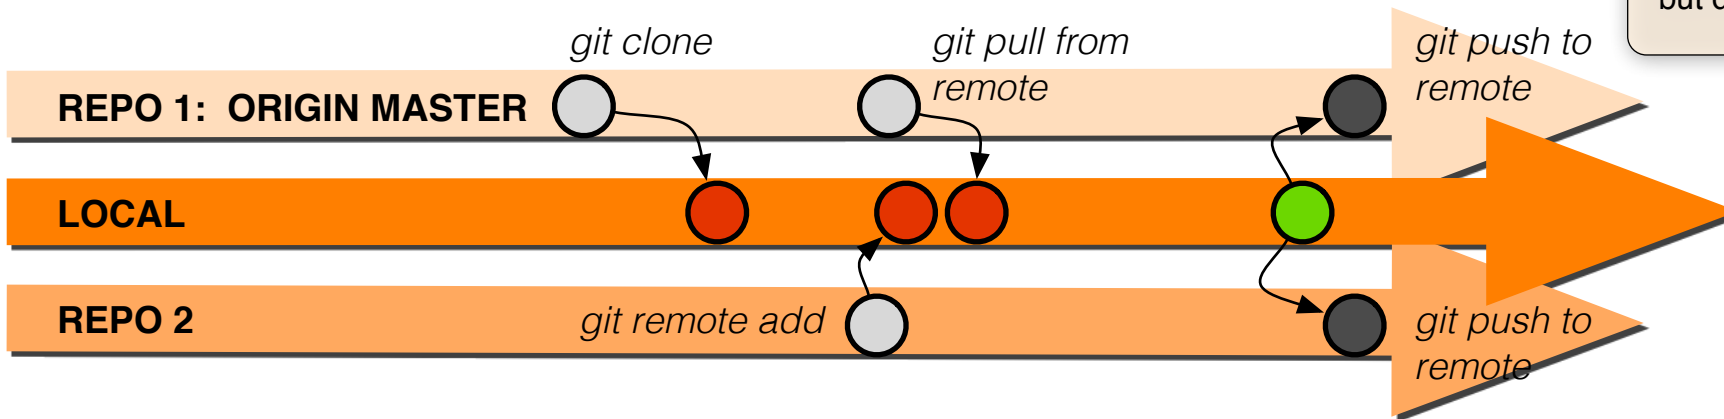 but
git clone
git pull from
remote
git push to
remote
REPO 1: ORIGIN MASTER
LOCAL
REPO 2
git remote add
git push to
remote